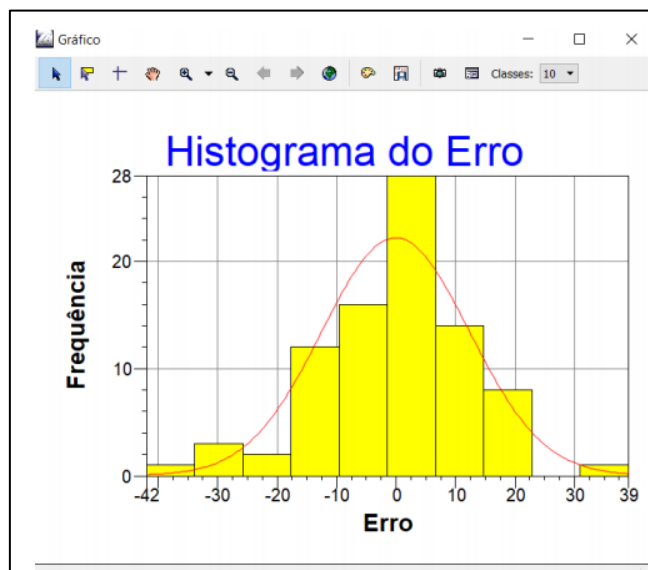 Gráfico
Classes: 10
Histograma do Erro
Frequência
28
20
10
0
-42 -30 -20 -10 0 10 20 30 39
Erro